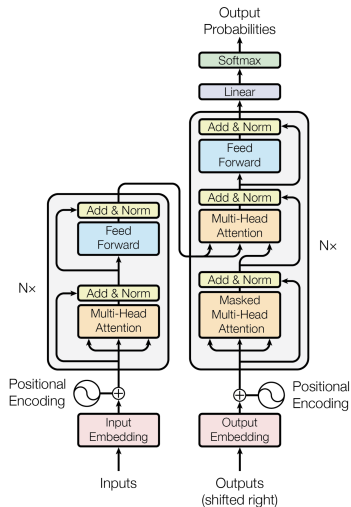 Output
Probabilities
Softmax
Linear
Add & Norm
Feed
Forward
Add & Norm
Multi-Head
Attention
Add & Norm
Masked
Multi-Head
Attention
N×
Positional
Encoding
Output
Embedding
Outputs
(shifted right)
Add & Norm
Feed
Forward
Add & Norm
Multi-Head
Attention
N×
Positional
Encoding
Input
Embedding
Inputs